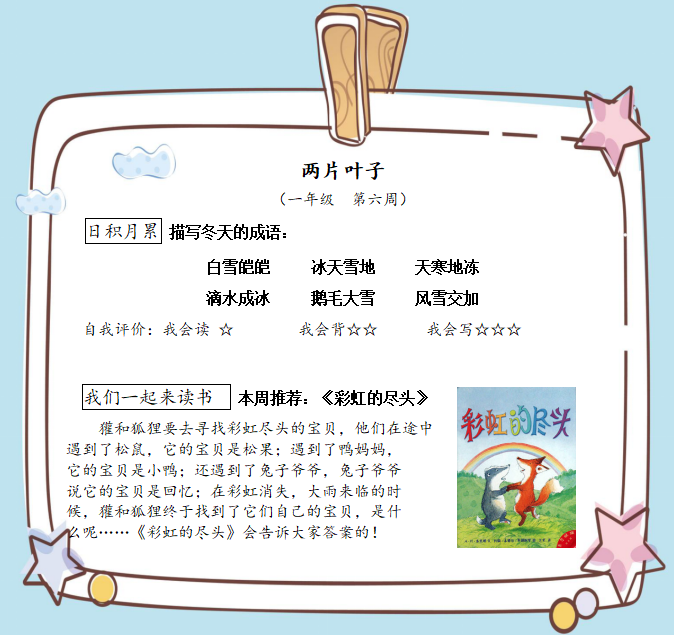 两片叶子
(一年级 第六周)
日积月累 描写冬天的成语:
白雪皑皑 冰天雪地 天寒地冻
滴水成冰 鹅毛大雪 风雪交加
自我评价:我会读 ☆ 我会背☆☆ 我会写☆☆☆
我们一起来读书 本周推荐:《彩虹的尽头》
獾和狐狸要去寻找彩虹尽头的宝贝,他们在途中
遇到了松鼠,它的宝贝是松果;遇到了鸭妈妈,
它的宝贝是小鸭;还遇到了兔子爷爷,兔子爷爷
说它的宝贝是回忆;在彩虹消失,大雨来临的时
候,獾和狐狸终于找到了它们自己的宝贝,是什
么呢……《彩虹的尽头》会告诉大家答案的!
彩虹的尽头